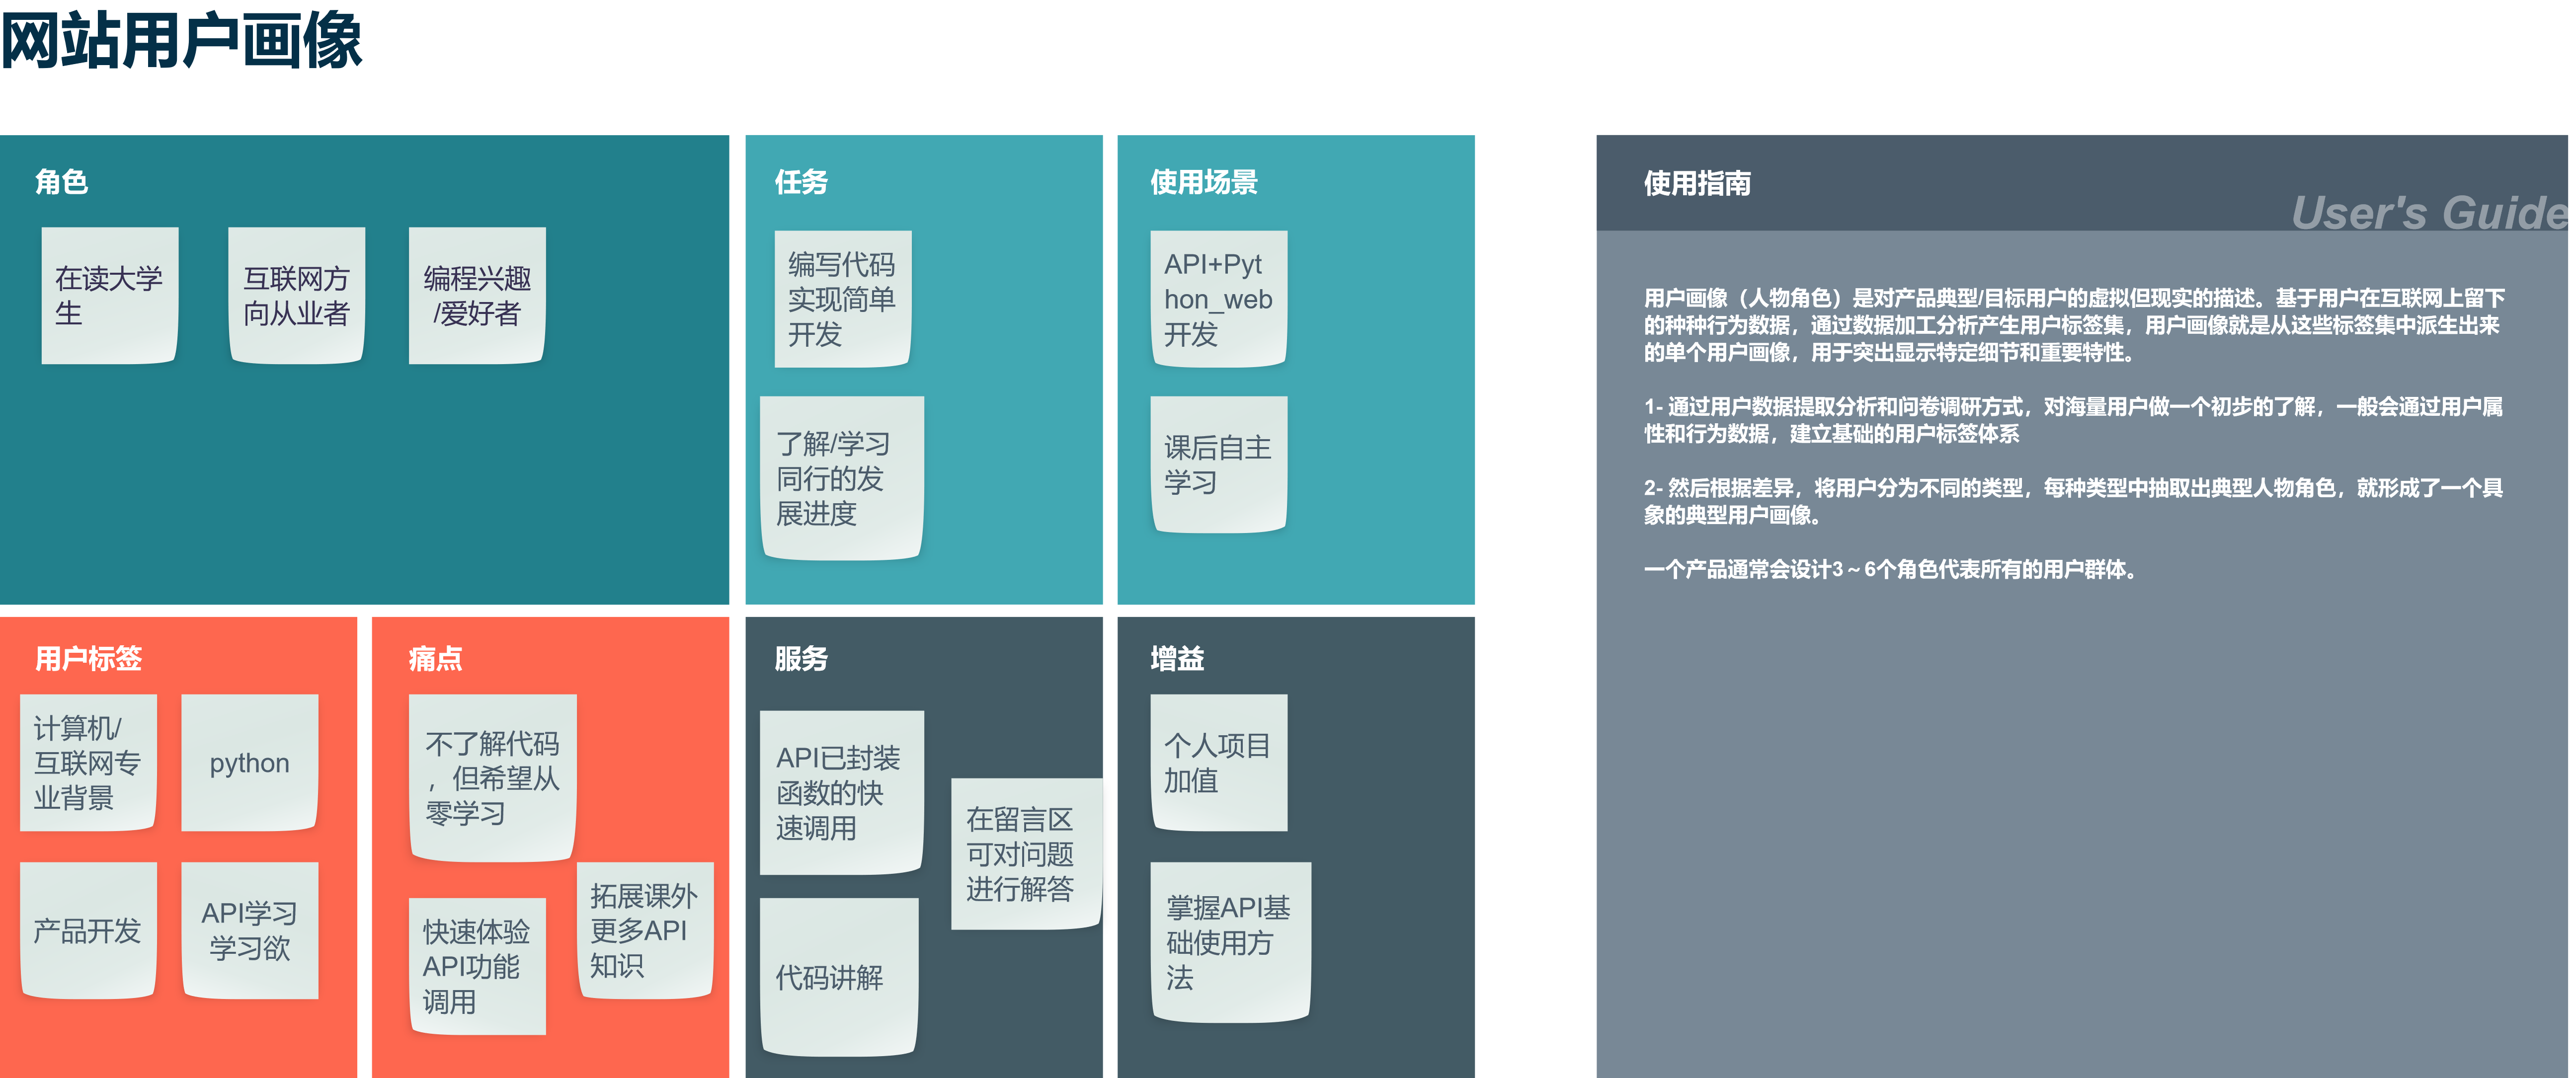 网站用户画像
角色
在读大学
生
互联网方
向从业者
编程兴趣
/爱好者
任务
编写代码
实现简单
开发
了解/学习
同行的发
展进度
使用场景
API+Pyt
hon_web
开发
课后自主
学习
用户标签
计算机/
互联网专
业背景
python
产品开发
API学习
学习欲
痛点
不了解代码
，但希望从
零学习
快速体验
API功能
调用
拓展课外
更多API
知识
服务
API已封装
函数的快
速调用
在留言区
可对问题
进行解答
代码讲解
增益
个人项目
加值
掌握API基
础使用方
法
使用指南
User's Guide
用户画像（人物角色）是对产品典型/目标用户的虚拟但现实的描述。基于用户在互联网上留下
的种种行为数据，通过数据加工分析产生用户标签集，用户画像就是从这些标签集中派生出来
的单个用户画像，用于突出显示特定细节和重要特性。
1- 通过用户数据提取分析和问卷调研方式，对海量用户做一个初步的了解，一般会通过用户属
性和行为数据，建立基础的用户标签体系
2- 然后根据差异，将用户分为不同的类型，每种类型中抽取出典型人物角色，就形成了一个具
象的典型用户画像。
一个产品通常会设计3～6个角色代表所有的用户群体。